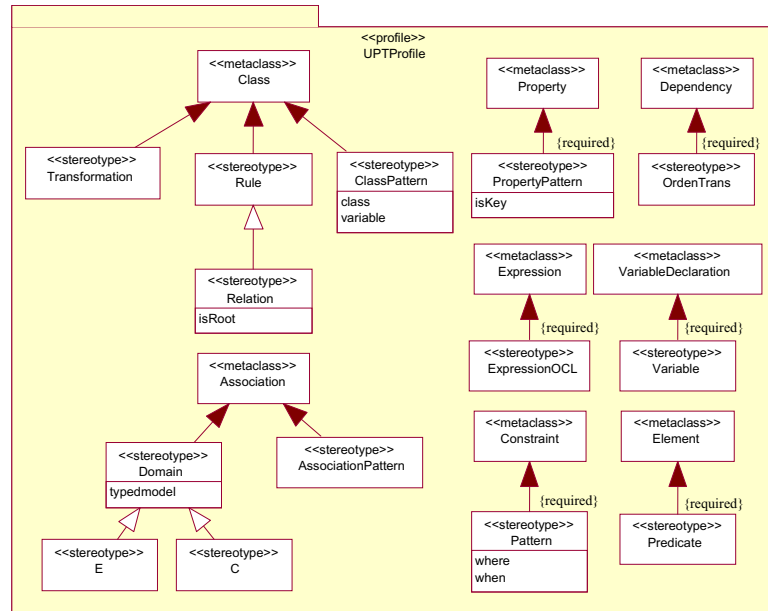 <<profile>>
UPTProfile
<<metaclass>>
Class
<<metaclass>>
Property
<<metaclass>>
Dependency
{required}
{required}
<<stereotype>>
Transformation
<<stereotype>>
Rule
<<stereotype>>
ClassPattern
class
variable
<<stereotype>>
PropertyPattern
isKey
<<stereotype>>
OrdenTrans
<<stereotype>>
Relation
isRoot
<<metaclass>>
Expression
<<metaclass>>
VariableDeclaration
{required}
{required}
<<stereotype>>
ExpressionOCL
<<stereotype>>
Variable
<<metaclass>>
Association
<<metaclass>>
Constraint
<<metaclass>>
Element
<<stereotype>>
Domain
typedmodel
<<stereotype>>
AssociationPattern
{required}
{required}
<<stereotype>>
E
<<stereotype>>
C
<<stereotype>>
Pattern
where
when
<<stereotype>>
Predicate